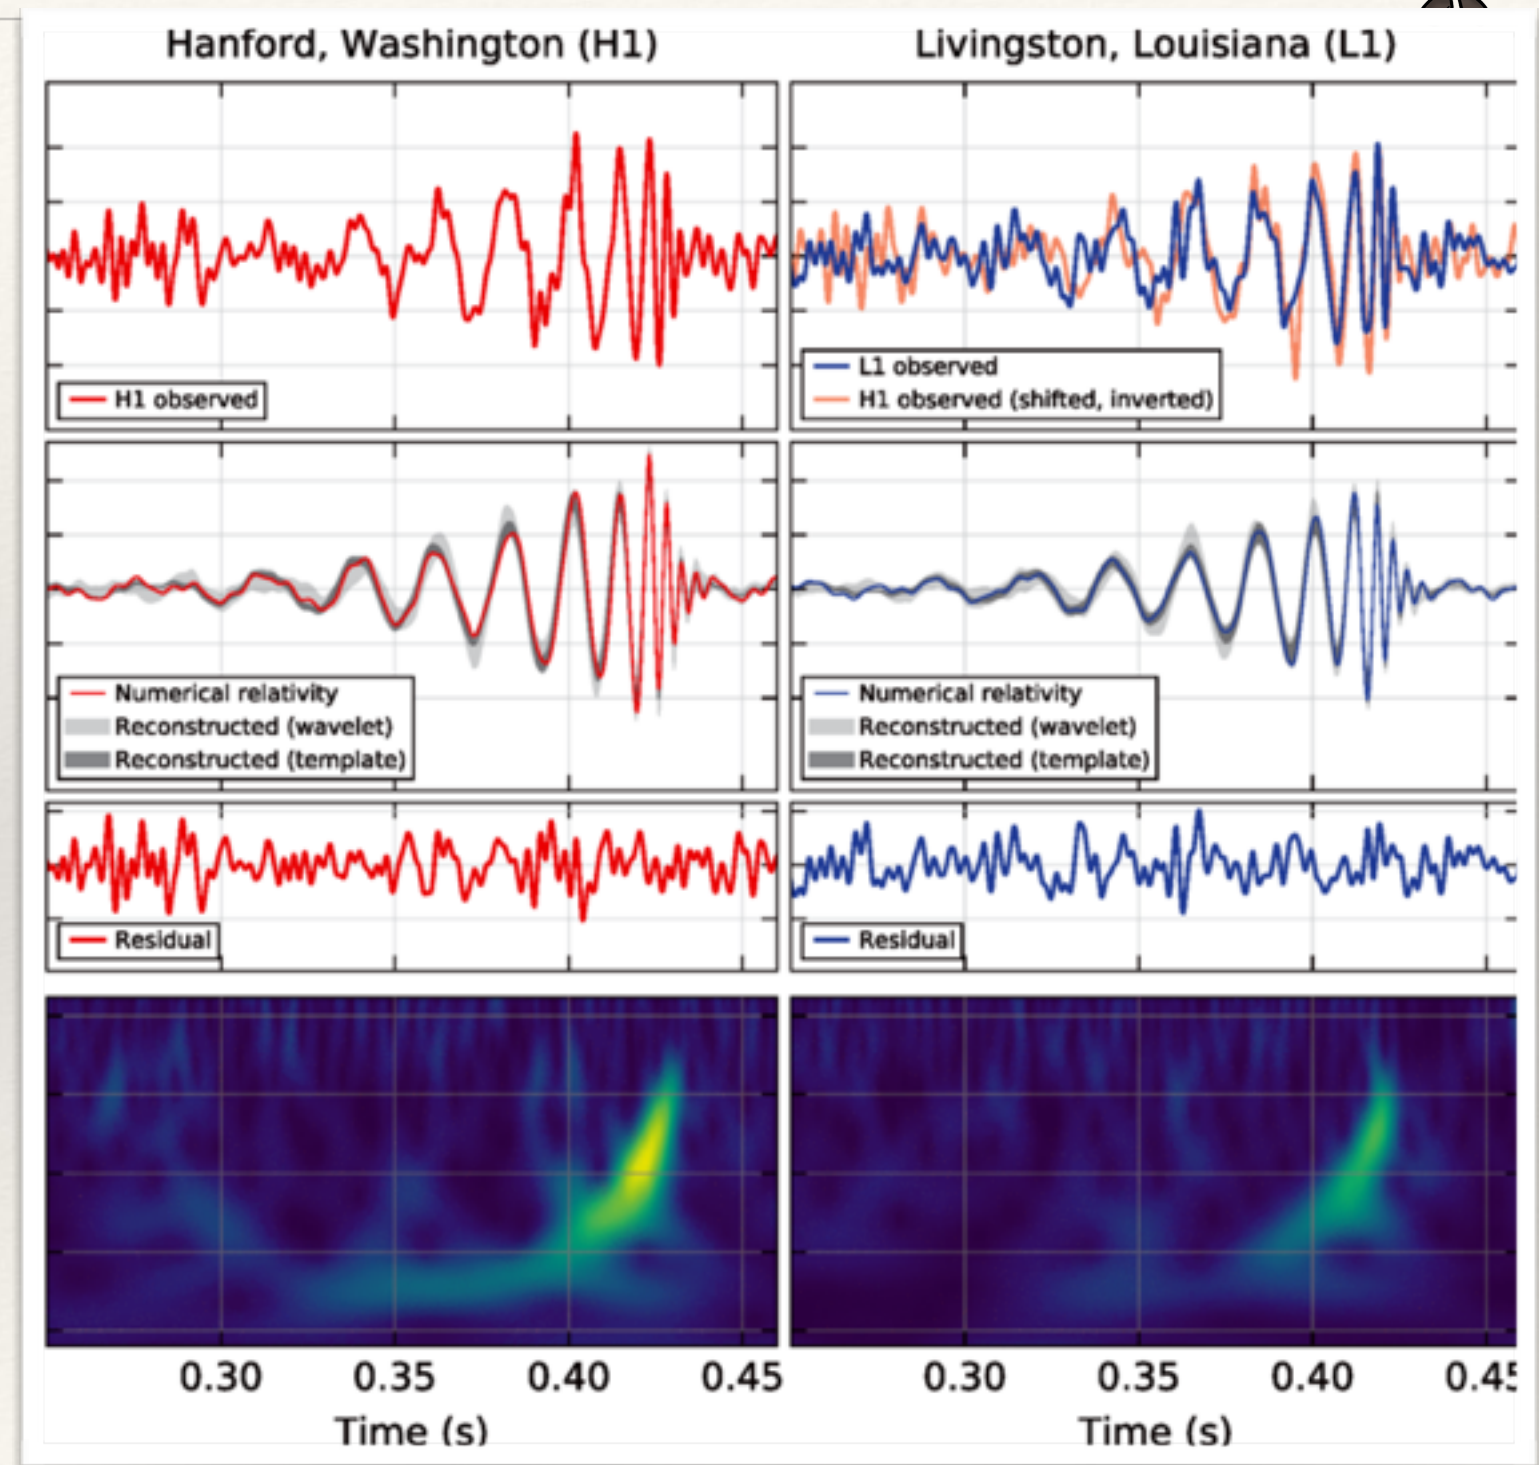 Hanford, Washington (H1)
Livingston, Louisiana (L1)
H1 observed
L1 observed
H1 observed (shifted, inverted)
Numerical relativity
Reconstructed (wavelet)
Reconstructed (template)
Numerical relativity
Reconstructed (wavelet)
Reconstructed (template)
Residual
Residual
0.30 0.35 0.40 0.45
0.30 0.35 0.40 0.45
Time (s)
Time (s)